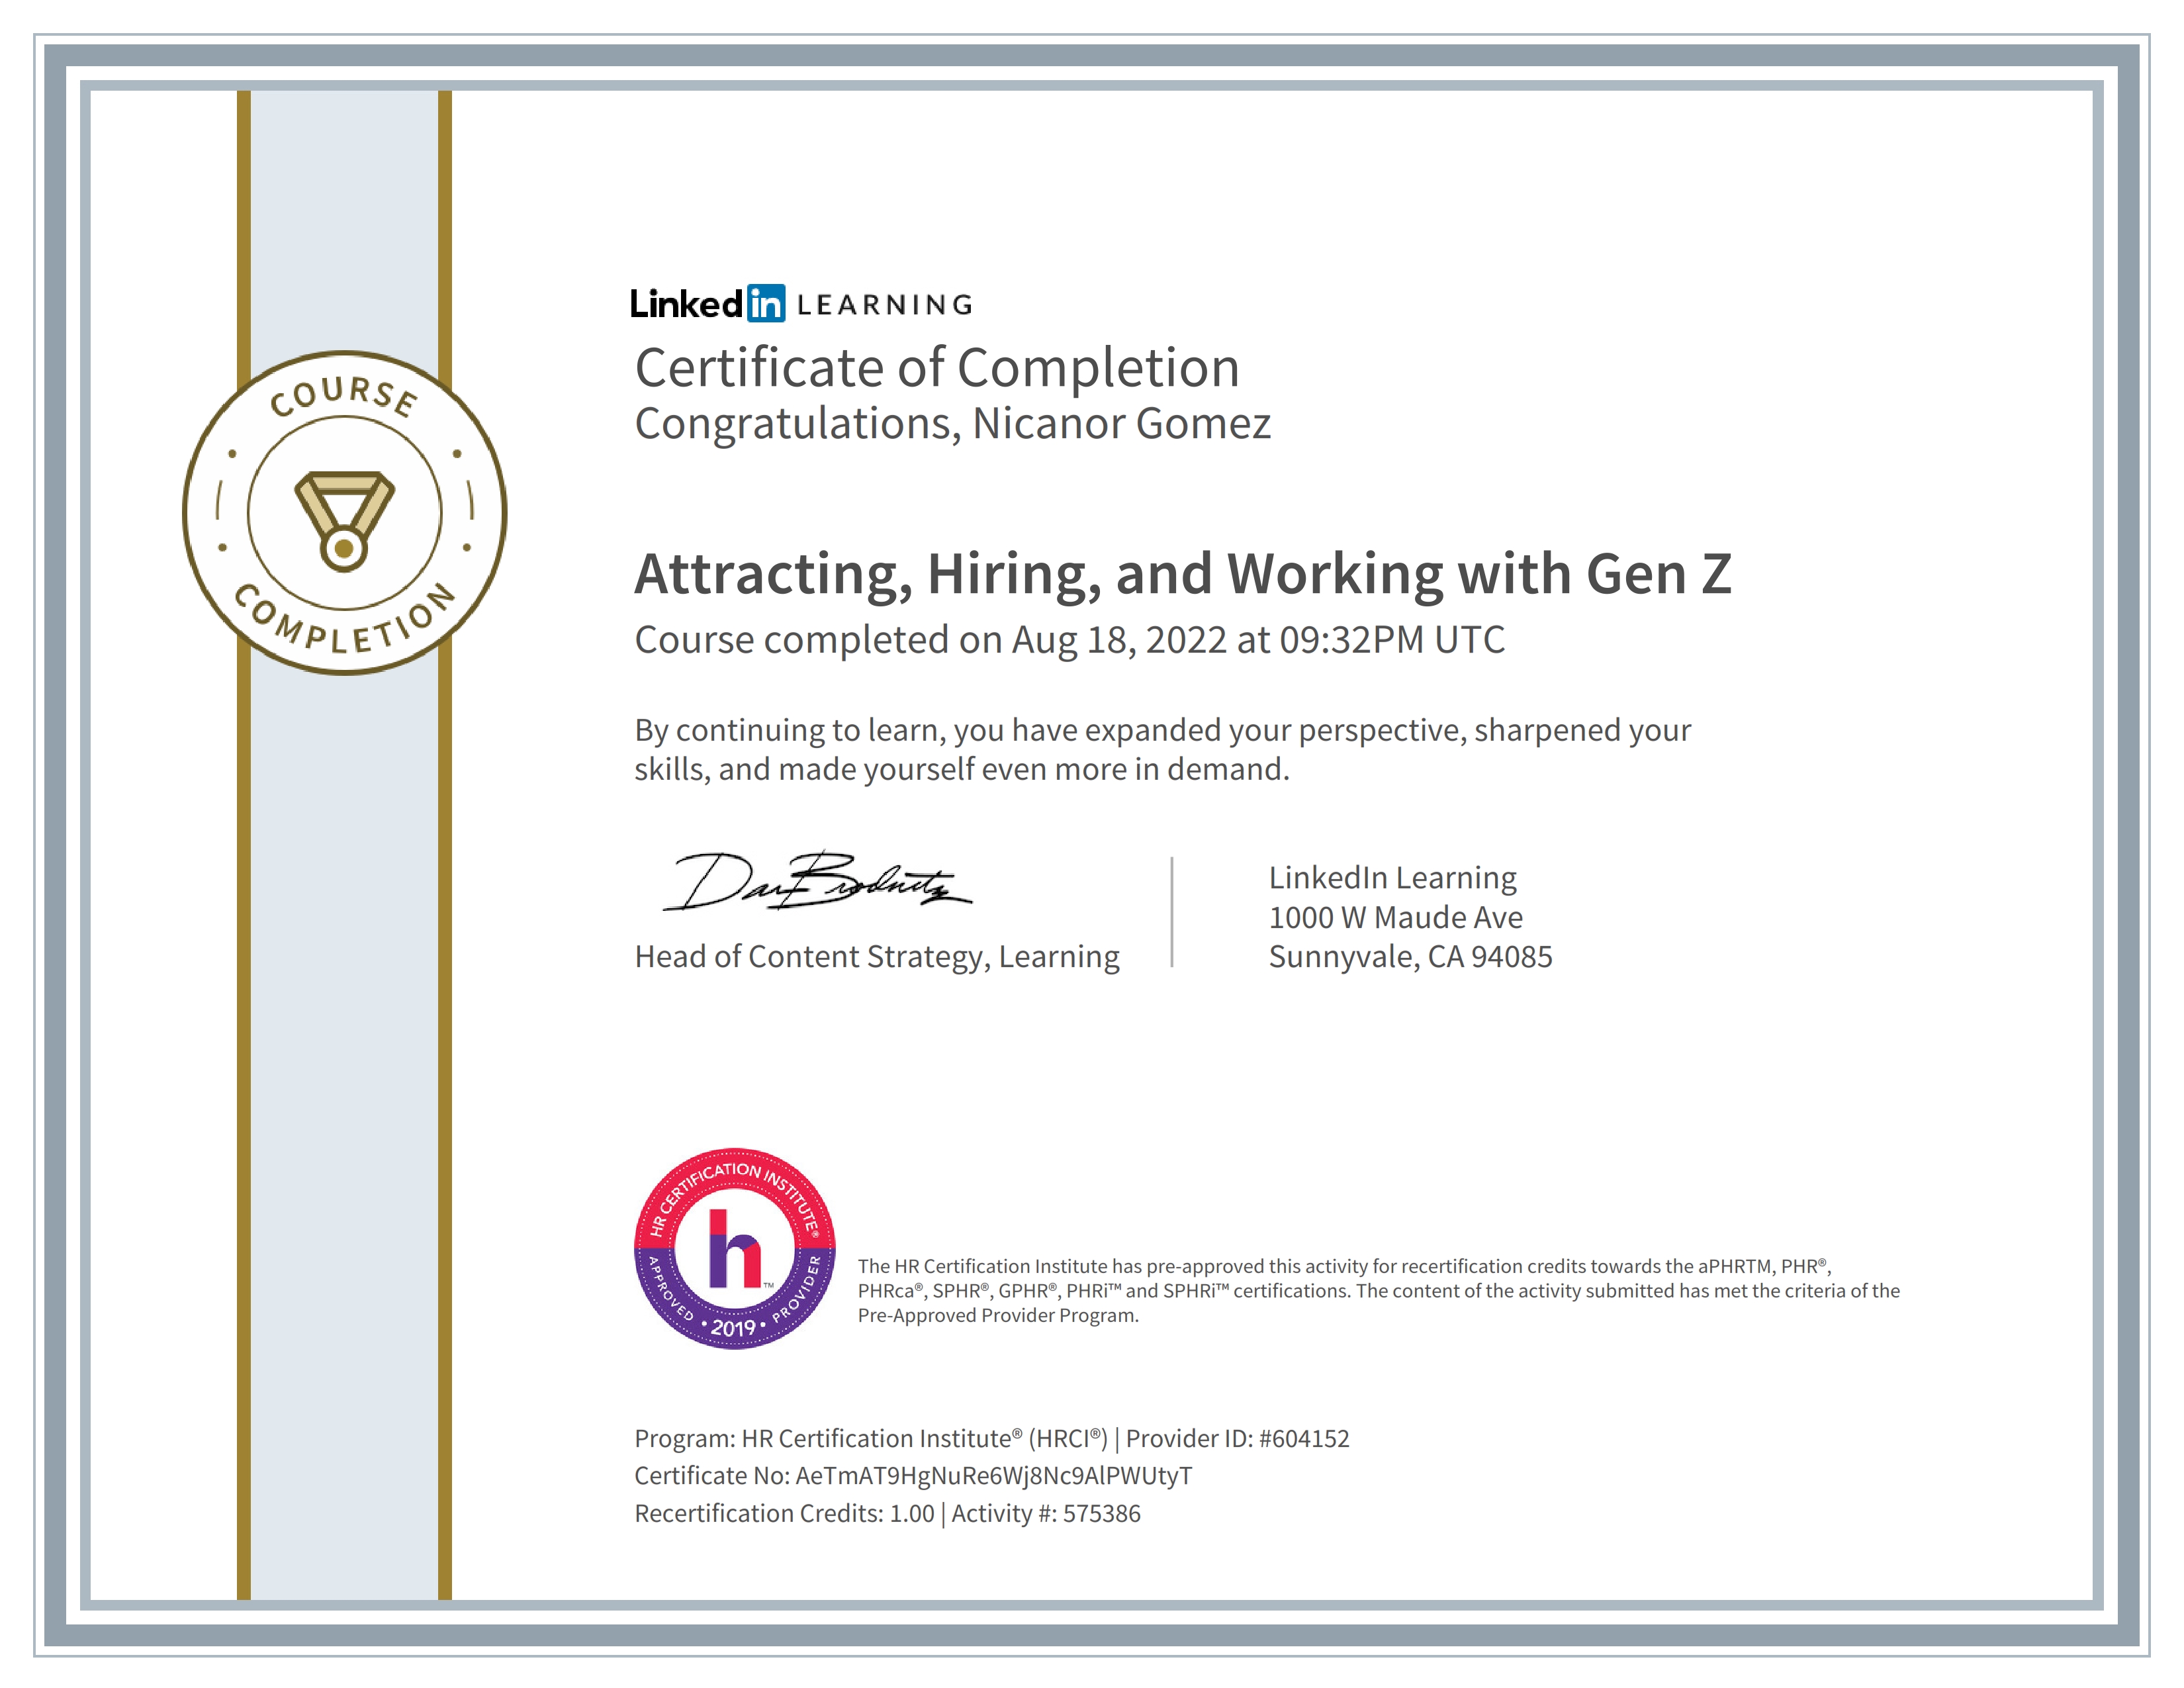 COURSE
COMPLETION
Linked in LEARNING
Certificate of Completion
Congratulations, Nicanor Gomez
Attracting, Hiring, and Working with Gen Z
Course completed on Aug 18, 2022 at 09:32PM UTC
By continuing to learn, you have expanded your perspective, sharpened your
skills, and made yourself even more in demand.
Head of Content Strategy, Learning
LinkedIn Learning
1000 W Maude Ave
Sunnyvale, CA 94085
HR CERTIFICATION INSTITUTE®
h™
APPROVED • 2019 • PROVIDER
The HR Certification Institute has pre-approved this activity for recertification credits towards the aPHRTM, PHR®,
PHRca®, SPHR®, GPHR®, PHRi™ and SPHRi™ certifications. The content of the activity submitted has met the criteria of the
Pre-Approved Provider Program.
Program: HR Certification Institute® (HRCI®) | Provider ID: #604152
Certificate No: AeTmAT9HgNuRe6Wj8Nc9AlPWUtyT
Recertification Credits: 1.00 | Activity #: 575386